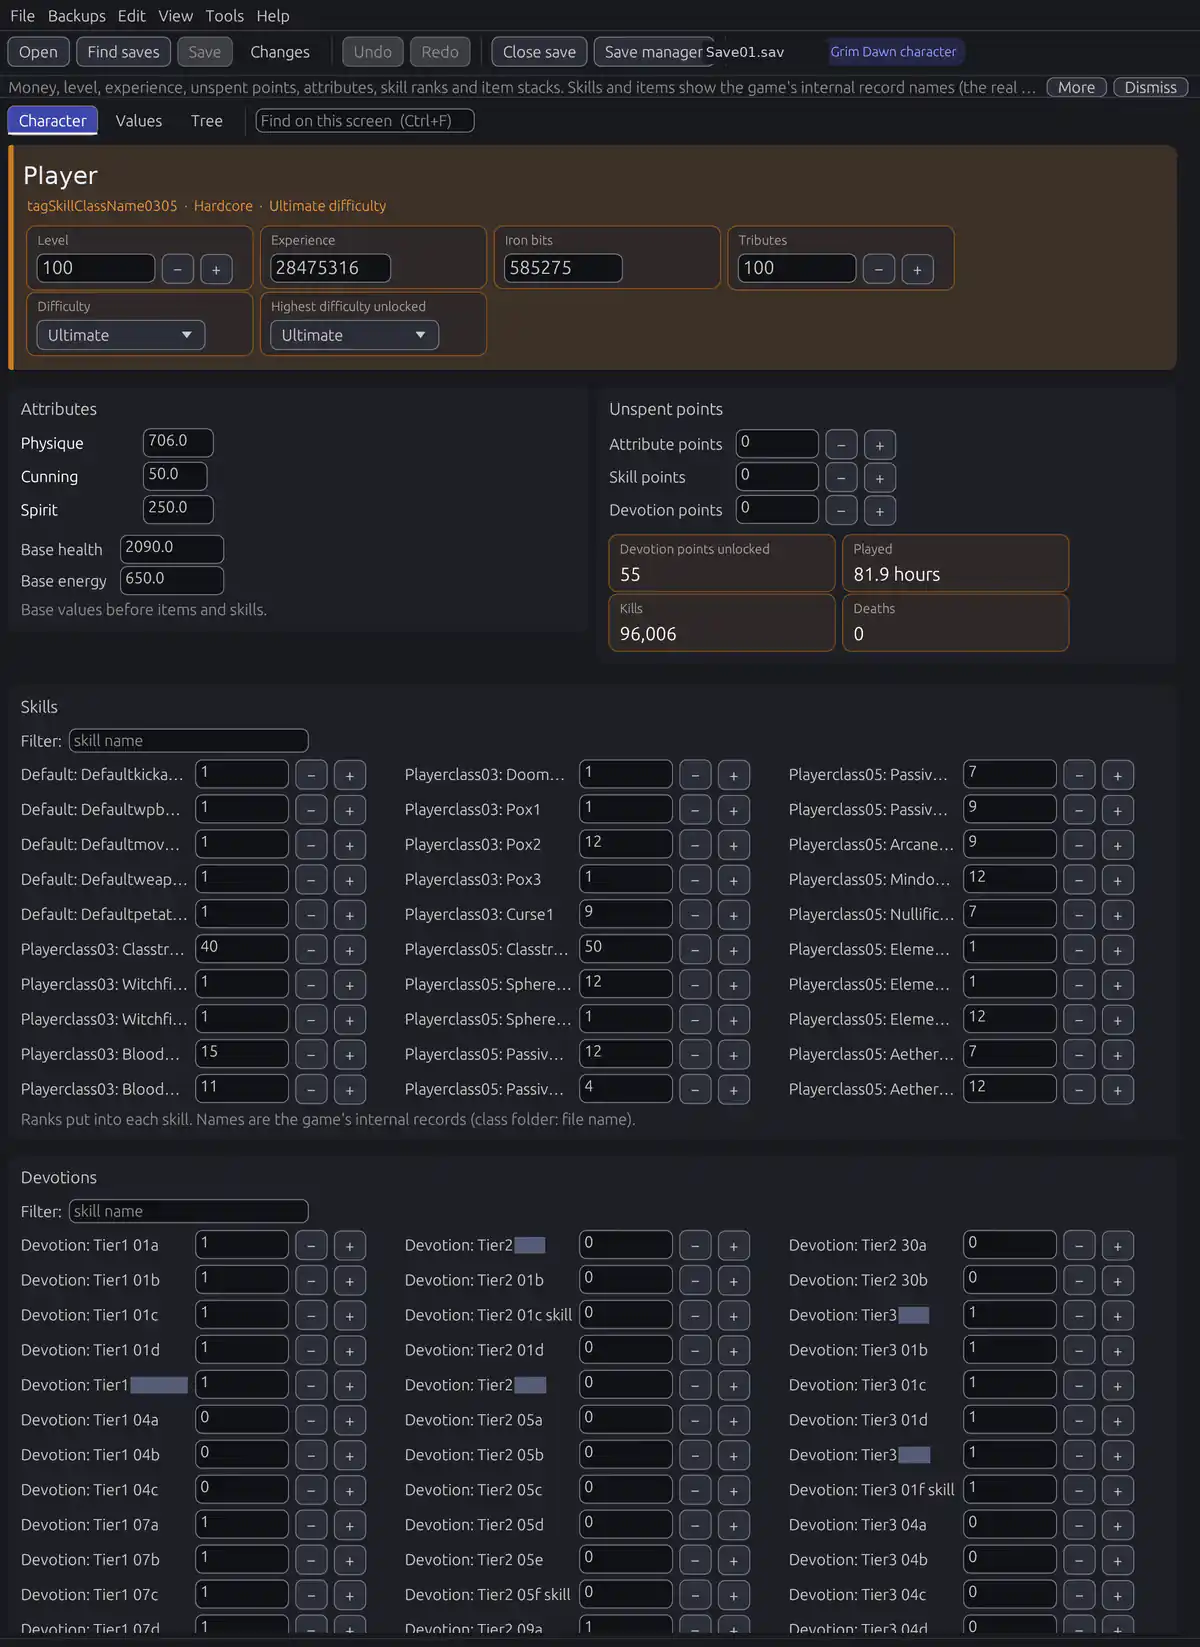 File Backups Edit View Tools Help
Open Find saves Save Changes Undo Redo Close save Save manager Save01.sav Grim Dawn character
Money, level, experience, unspent points, attributes, skill ranks and item stacks. Skills and items show the game's internal record names (the real ... More Dismiss
Character Values Tree Find on this screen (Ctrl+F)
Player
tagSkillClassName0305 · Hardcore · Ultimate difficulty
Level Experience Iron bits Tributes
100 − + 28475316 585275 100 − +
Difficulty Highest difficulty unlocked
Ultimate Ultimate
Attributes Unspent points
Physique 706.0 Attribute points 0 − +
Cunning 50.0 Skill points 0 − +
Spirit 250.0 Devotion points 0 − +
Base health 2090.0 Devotion points unlocked Played
Base energy 650.0 55 81.9 hours
Base values before items and skills. Kills Deaths
96,006 0
Skills
Filter: skill name
Default: Defaultkicka... 1 − + Playerclass03: Doom... 1 − + Playerclass05: Passiv... 7 − +
Default: Defaultwpb... 1 − + Playerclass03: Pox1 1 − + Playerclass05: Passiv... 9 − +
Default: Defaultmov... 1 − + Playerclass03: Pox2 12 − + Playerclass05: Arcane... 9 − +
Default: Defaultweap... 1 − + Playerclass03: Pox3 1 − + Playerclass05: Mindo... 12 − +
Default: Defaultpetat... 1 − + Playerclass03: Curse1 9 − + Playerclass05: Nullific... 7 − +
Playerclass03: Classtr... 40 − + Playerclass05: Classtr... 50 − + Playerclass05: Eleme... 1 − +
Playerclass03: Witchfi... 1 − + Playerclass05: Sphere... 12 − + Playerclass05: Eleme... 1 − +
Playerclass03: Witchfi... 1 − + Playerclass05: Sphere... 1 − + Playerclass05: Eleme... 12 − +
Playerclass03: Blood... 15 − + Playerclass05: Passiv... 12 − + Playerclass05: Aether... 7 − +
Playerclass03: Blood... 11 − + Playerclass05: Passiv... 4 − + Playerclass05: Aether... 12 − +
Ranks put into each skill. Names are the game's internal records (class folder: file name).
Devotions
Filter: skill name
Devotion: Tier1 01a 1 − + Devotion: Tier2 0 − + Devotion: Tier2 30a 0 − +
Devotion: Tier1 01b 1 − + Devotion: Tier2 01b 0 − + Devotion: Tier2 30b 0 − +
Devotion: Tier1 01c 1 − + Devotion: Tier2 01c skill 0 − + Devotion: Tier3 1 − +
Devotion: Tier1 01d 1 − + Devotion: Tier2 01d 0 − + Devotion: Tier3 01b 1 − +
Devotion: Tier1 1 − + Devotion: Tier2 0 − + Devotion: Tier3 01c 1 − +
Devotion: Tier1 04a 0 − + Devotion: Tier2 05a 0 − + Devotion: Tier3 01d 1 − +
Devotion: Tier1 04b 0 − + Devotion: Tier2 05b 0 − + Devotion: Tier3 1 − +
Devotion: Tier1 04c 0 − + Devotion: Tier2 05c 0 − + Devotion: Tier3 01f skill 1 − +
Devotion: Tier1 07a 1 − + Devotion: Tier2 05d 0 − + Devotion: Tier3 04a 0 − +
Devotion: Tier1 07b 1 − + Devotion: Tier2 05e 0 − + Devotion: Tier3 04b 0 − +
Devotion: Tier1 07c 1 − + Devotion: Tier2 05f skill 0 − + Devotion: Tier3 04c 0 − +
Devotion: Tier1 07d 1 − + Devotion: Tier2 09a 1 − + Devotion: Tier3 04d 0 − +